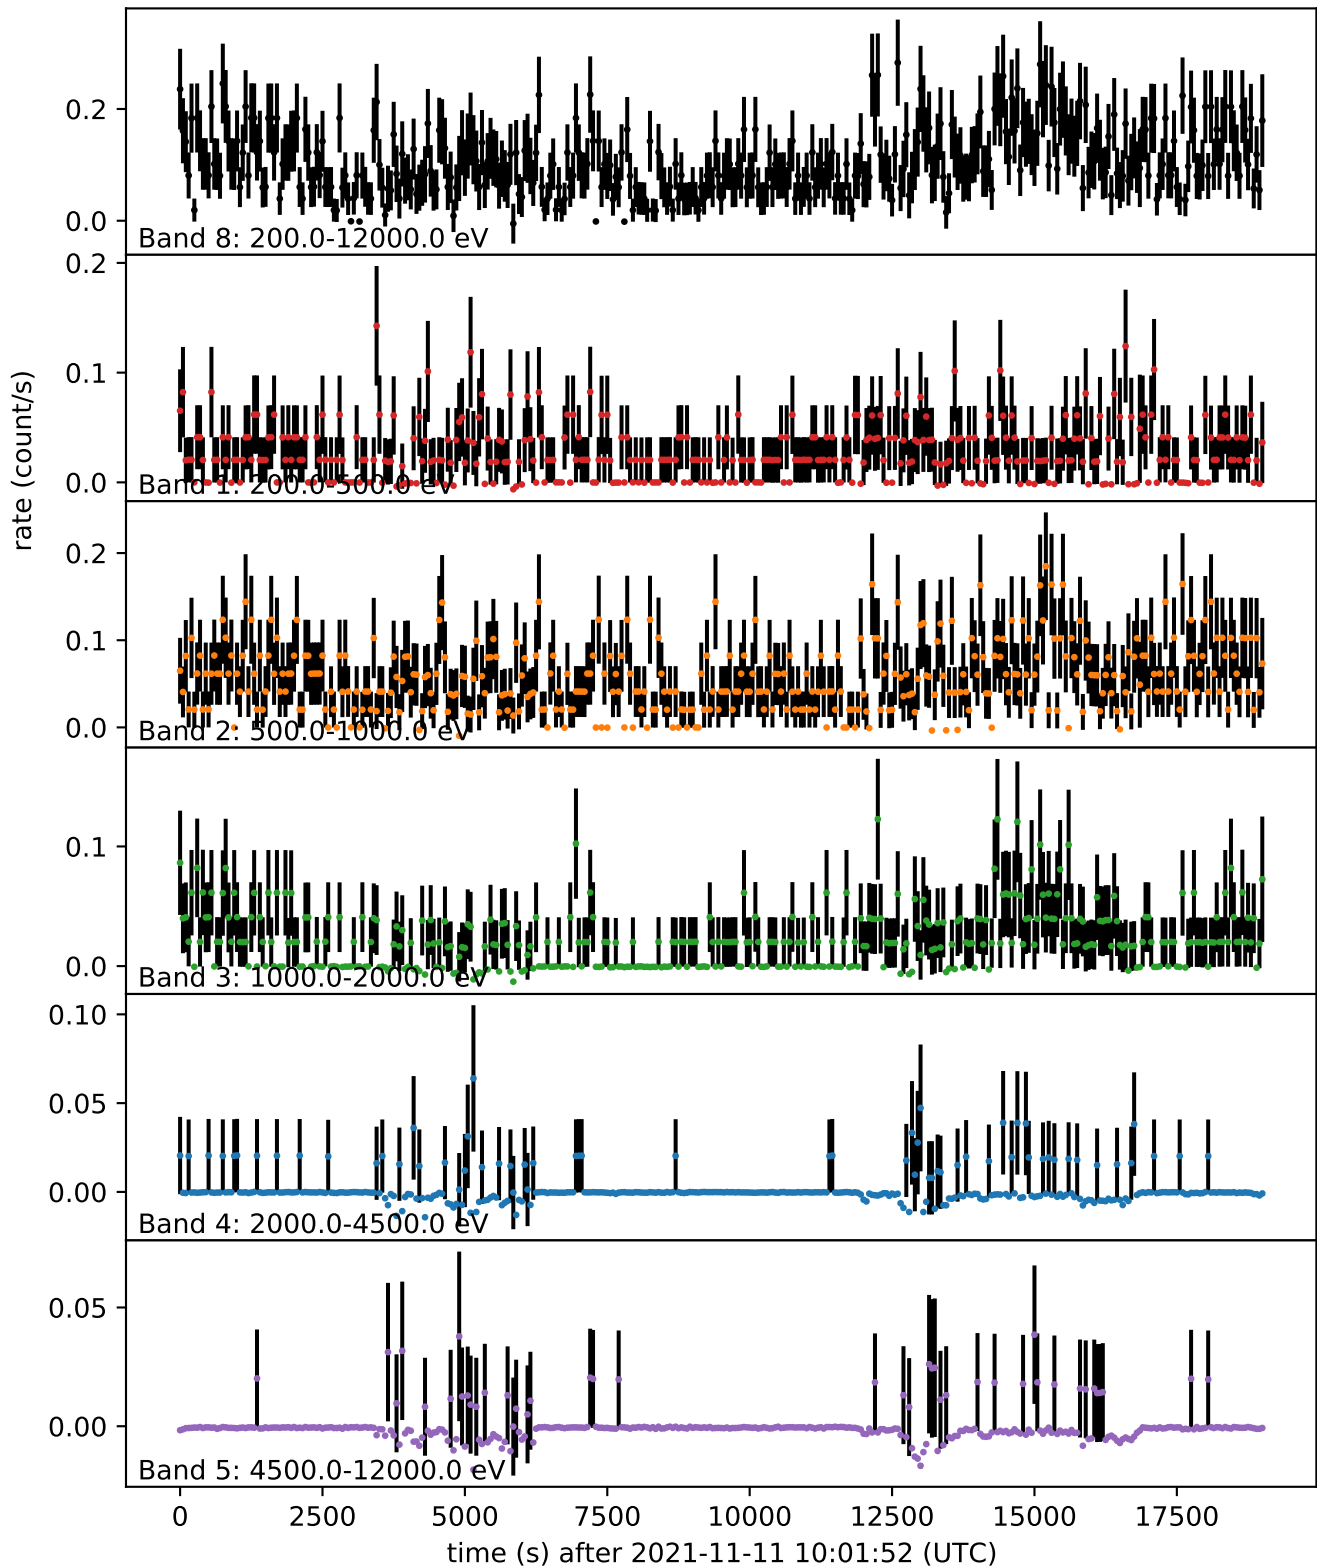 0.2
0.0
Band 8: 200.0-12000.0 eV
0.2
0.1
0.0
Band 1: 200.0-500.0 eV
rate (count/s)
0.2
0.1
0.0
Band 2: 500.0-1000.0 eV
0.1
0.0
Band 3: 1000.0-2000.0 eV
0.10
0.05
0.00
Band 4: 2000.0-4500.0 eV
0.05
0.00
Band 5: 4500.0-12000.0 eV
0 2500 5000 7500 10000 12500 15000 17500
time (s) after 2021-11-11 10:01:52 (UTC)